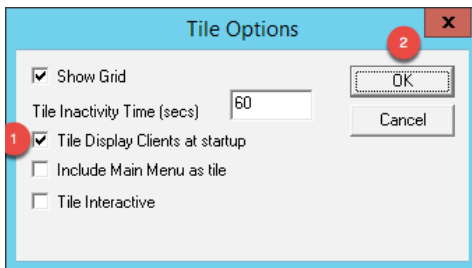 Tile Options
x
2
Show Grid
OK
Tile Inactivity Time (secs) 60
Cancel
1
Tile Display Clients at startup
Include Main Menu as tile
Tile Interactive